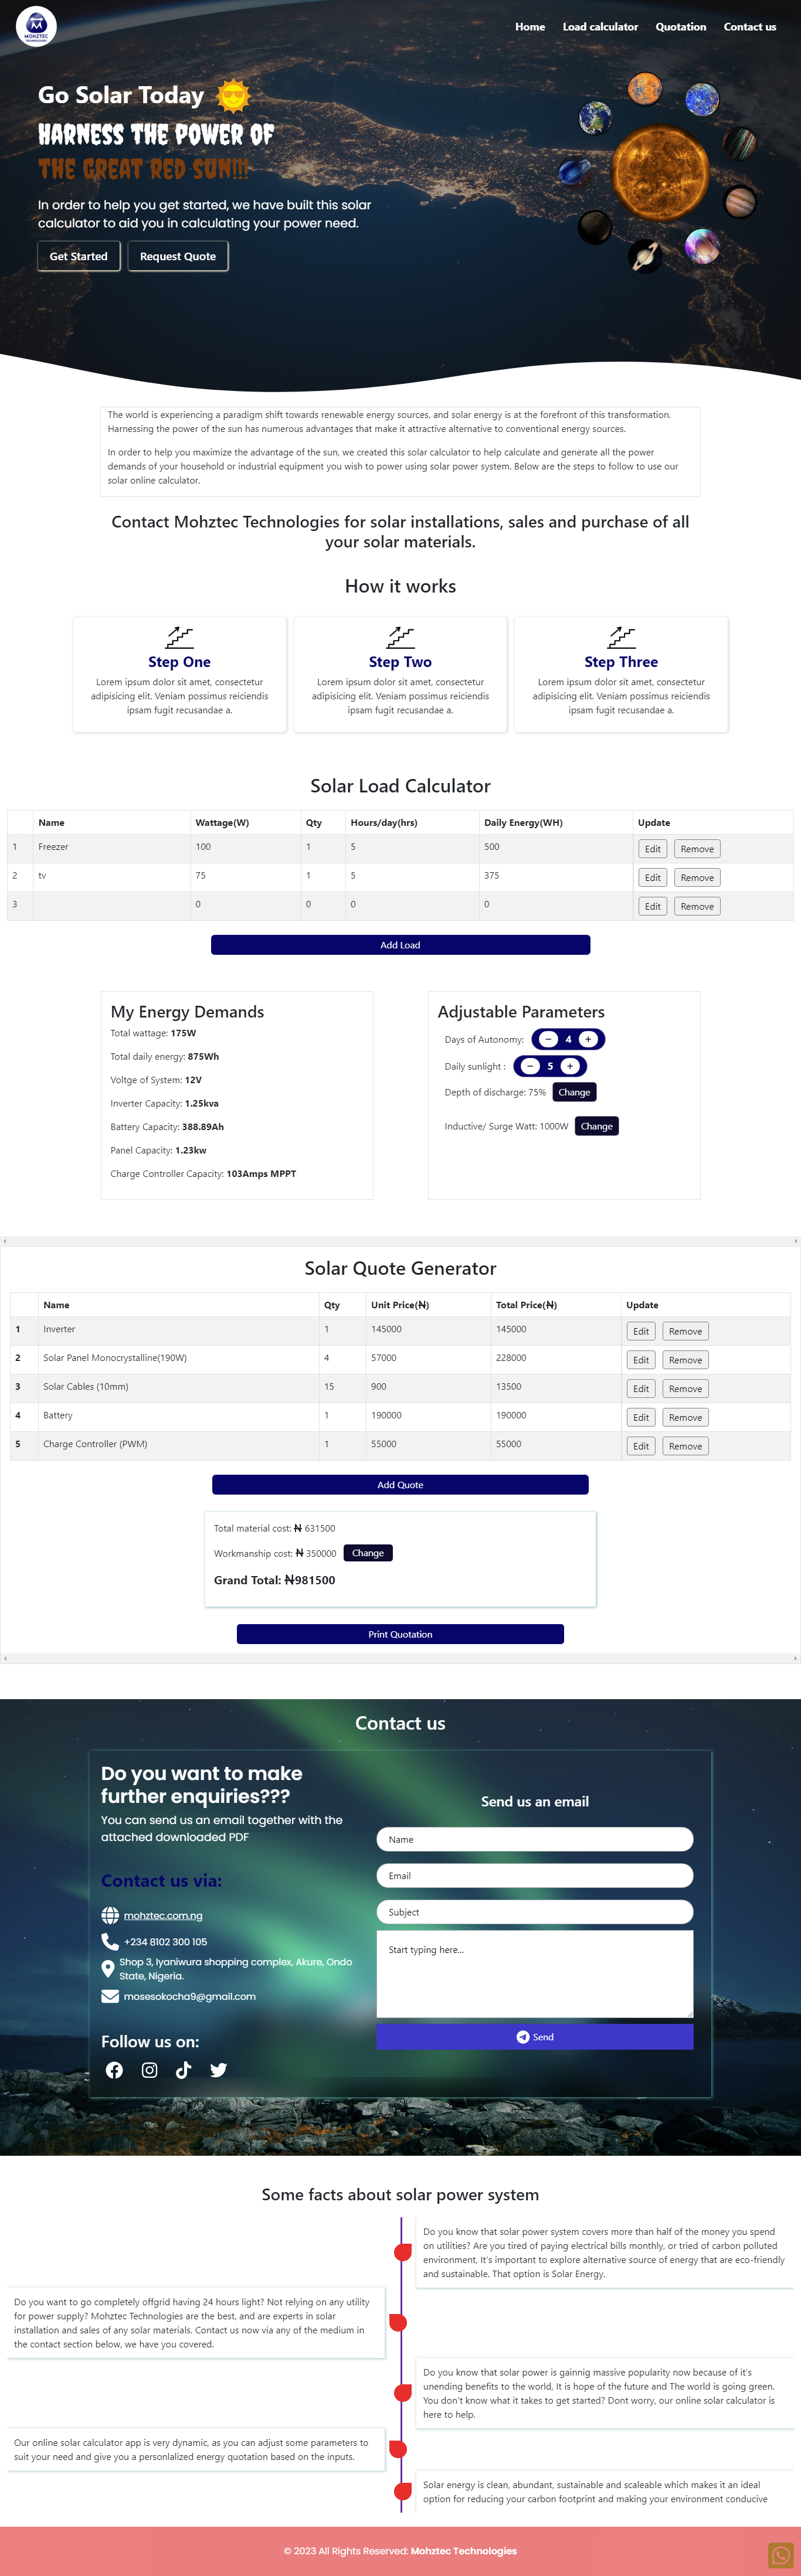 MOHZTEC
TECHNOLOGIES
Home Load calculator Quotation Contact us
Go Solar Today
HARNESS THE POWER OF
THE GREAT RED SUN!!!
In order to help you get started, we have built this solar
calculator to aid you in calculating your power need.
Get Started Request Quote
The world is experiencing a paradigm shift towards renewable energy sources, and solar energy is at the forefront of this transformation.
Harnessing the power of the sun has numerous advantages that make it attractive alternative to conventional energy sources.
In order to help you maximize the advantage of the sun, we created this solar calculator to help calculate and generate all the power
demands of your household or industrial equipment you wish to power using solar power system. Below are the steps to follow to use our
solar online calculator.
Contact Mohztec Technologies for solar installations, sales and purchase of all
your solar materials.
How it works
Step One
Lorem ipsum dolor sit amet, consectetur
adipisicing elit. Veniam possimus reiciendis
ipsam fugit recusandae a.
Step Two
Lorem ipsum dolor sit amet, consectetur
adipisicing elit. Veniam possimus reiciendis
ipsam fugit recusandae a.
Step Three
Lorem ipsum dolor sit amet, consectetur
adipisicing elit. Veniam possimus reiciendis
ipsam fugit recusandae a.
Solar Load Calculator
Name Wattage(W) Qty Hours/day(hrs) Daily Energy(WH) Update
1 Freezer 100 1 5 500 Edit Remove
2 tv 75 1 5 375 Edit Remove
3 0 0 0 0 Edit Remove
Add Load
My Energy Demands
Total wattage: 175W
Total daily energy: 875Wh
Voltge of System: 12V
Inverter Capacity: 1.25kva
Battery Capacity: 388.89Ah
Panel Capacity: 1.23kw
Charge Controller Capacity: 103Amps MPPT
Adjustable Parameters
Days of Autonomy: − 4 +
Daily sunlight : − 5 +
Depth of discharge: 75% Change
Inductive/ Surge Watt: 1000W Change
Solar Quote Generator
Name Qty Unit Price(₦) Total Price(₦) Update
1 Inverter 1 145000 145000 Edit Remove
2 Solar Panel Monocrystalline(190W) 4 57000 228000 Edit Remove
3 Solar Cables (10mm) 15 900 13500 Edit Remove
4 Battery 1 190000 190000 Edit Remove
5 Charge Controller (PWM) 1 55000 55000 Edit Remove
Add Quote
Total material cost: ₦ 631500
Workmanship cost: ₦ 350000 Change
Grand Total: ₦981500
Print Quotation
Contact us
Do you want to make
further enquiries???
You can send us an email together with the
attached downloaded PDF
Contact us via:
mohztec.com.ng
+234 8102 300 105
Shop 3, Iyaniwura shopping complex, Akure, Ondo
State, Nigeria.
mosesokocha9@gmail.com
Follow us on:
Send us an email
Name
Email
Subject
Start typing here...
Send
Some facts about solar power system
Do you know that solar power system covers more than half of the money you spend
on utilities? Are you tired of paying electrical bills monthly, or tried of carbon polluted
environment, It's important to explore alternative source of energy that are eco-friendly
and sustainable. That option is Solar Energy.
Do you want to go completely offgrid having 24 hours light? Not relying on any utility
for power supply? Mohztec Technologies are the best, and are experts in solar
installation and sales of any solar materials. Contact us now via any of the medium in
the contact section below, we have you covered.
Do you know that solar power is gainnig massive popularity now because of it's
unending benefits to the world, It is hope of the future and The world is going green.
You don't know what it takes to get started? Dont worry, our online solar calculator is
here to help.
Our online solar calculator app is very dynamic, as you can adjust some parameters to
suit your need and give you a personlalized energy quotation based on the inputs.
Solar energy is clean, abundant, sustainable and scaleable which makes it an ideal
option for reducing your carbon footprint and making your environment conducive
© 2023 All Rights Reserved: Mohztec Technologies